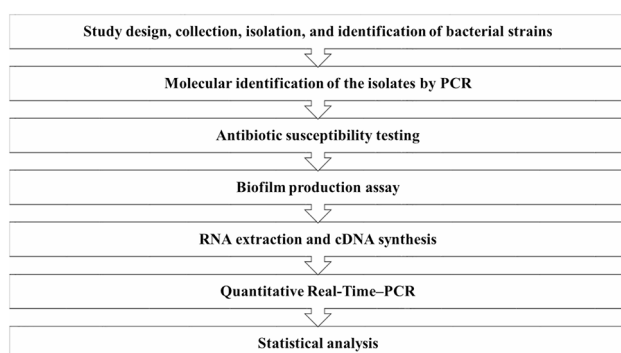 Study design, collection, isolation, and identification of bacterial strains
Molecular identification of the isolates by PCR
Antibiotic susceptibility testing
Biofilm production assay
RNA extraction and cDNA synthesis
Quantitative Real-Time–PCR
Statistical analysis